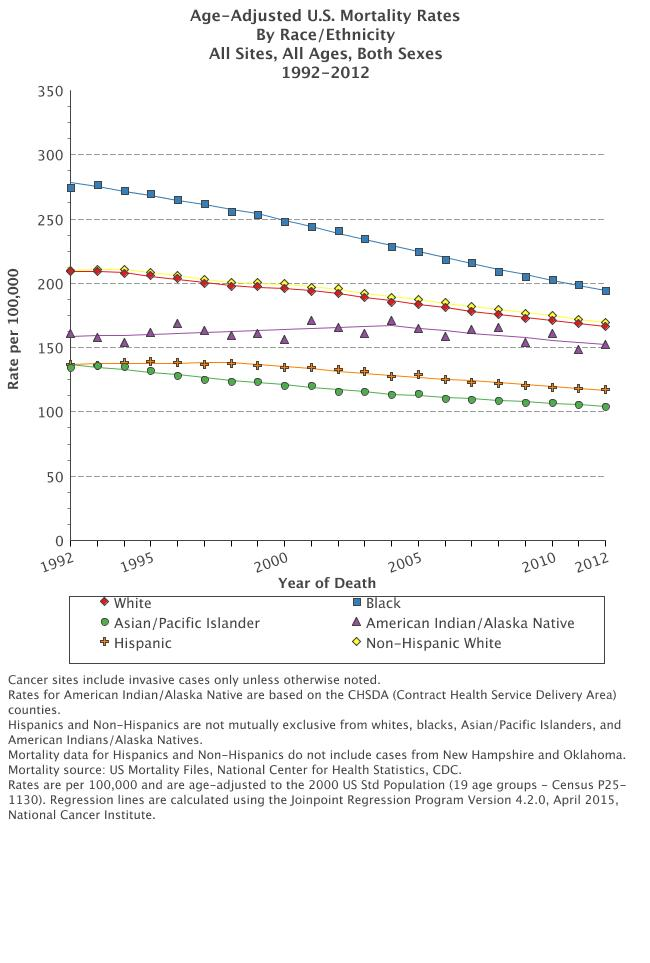 Age-Adjusted U.S. Mortality Rates
By Race/Ethnicity
All Sites, All Ages, Both Sexes
1992-2012
350
300
250
200
150
100
50
0
Rate per 100,000
1992 1995 2000 2005 2010 2012
Year of Death
White Black
Asian/Pacific Islander American Indian/Alaska Native
Hispanic Non-Hispanic White
Cancer sites include invasive cases only unless otherwise noted.
Rates for American Indian/Alaska Native are based on the CHSDA (Contract Health Service Delivery Area)
counties.
Hispanics and Non-Hispanics are not mutually exclusive from whites, blacks, Asian/Pacific Islanders, and
American Indians/Alaska Natives.
Mortality data for Hispanics and Non-Hispanics do not include cases from New Hampshire and Oklahoma.
Mortality source: US Mortality Files, National Center for Health Statistics, CDC.
Rates are per 100,000 and are age-adjusted to the 2000 US Std Population (19 age groups - Census P25-
1130). Regression lines are calculated using the Joinpoint Regression Program Version 4.2.0, April 2015,
National Cancer Institute.